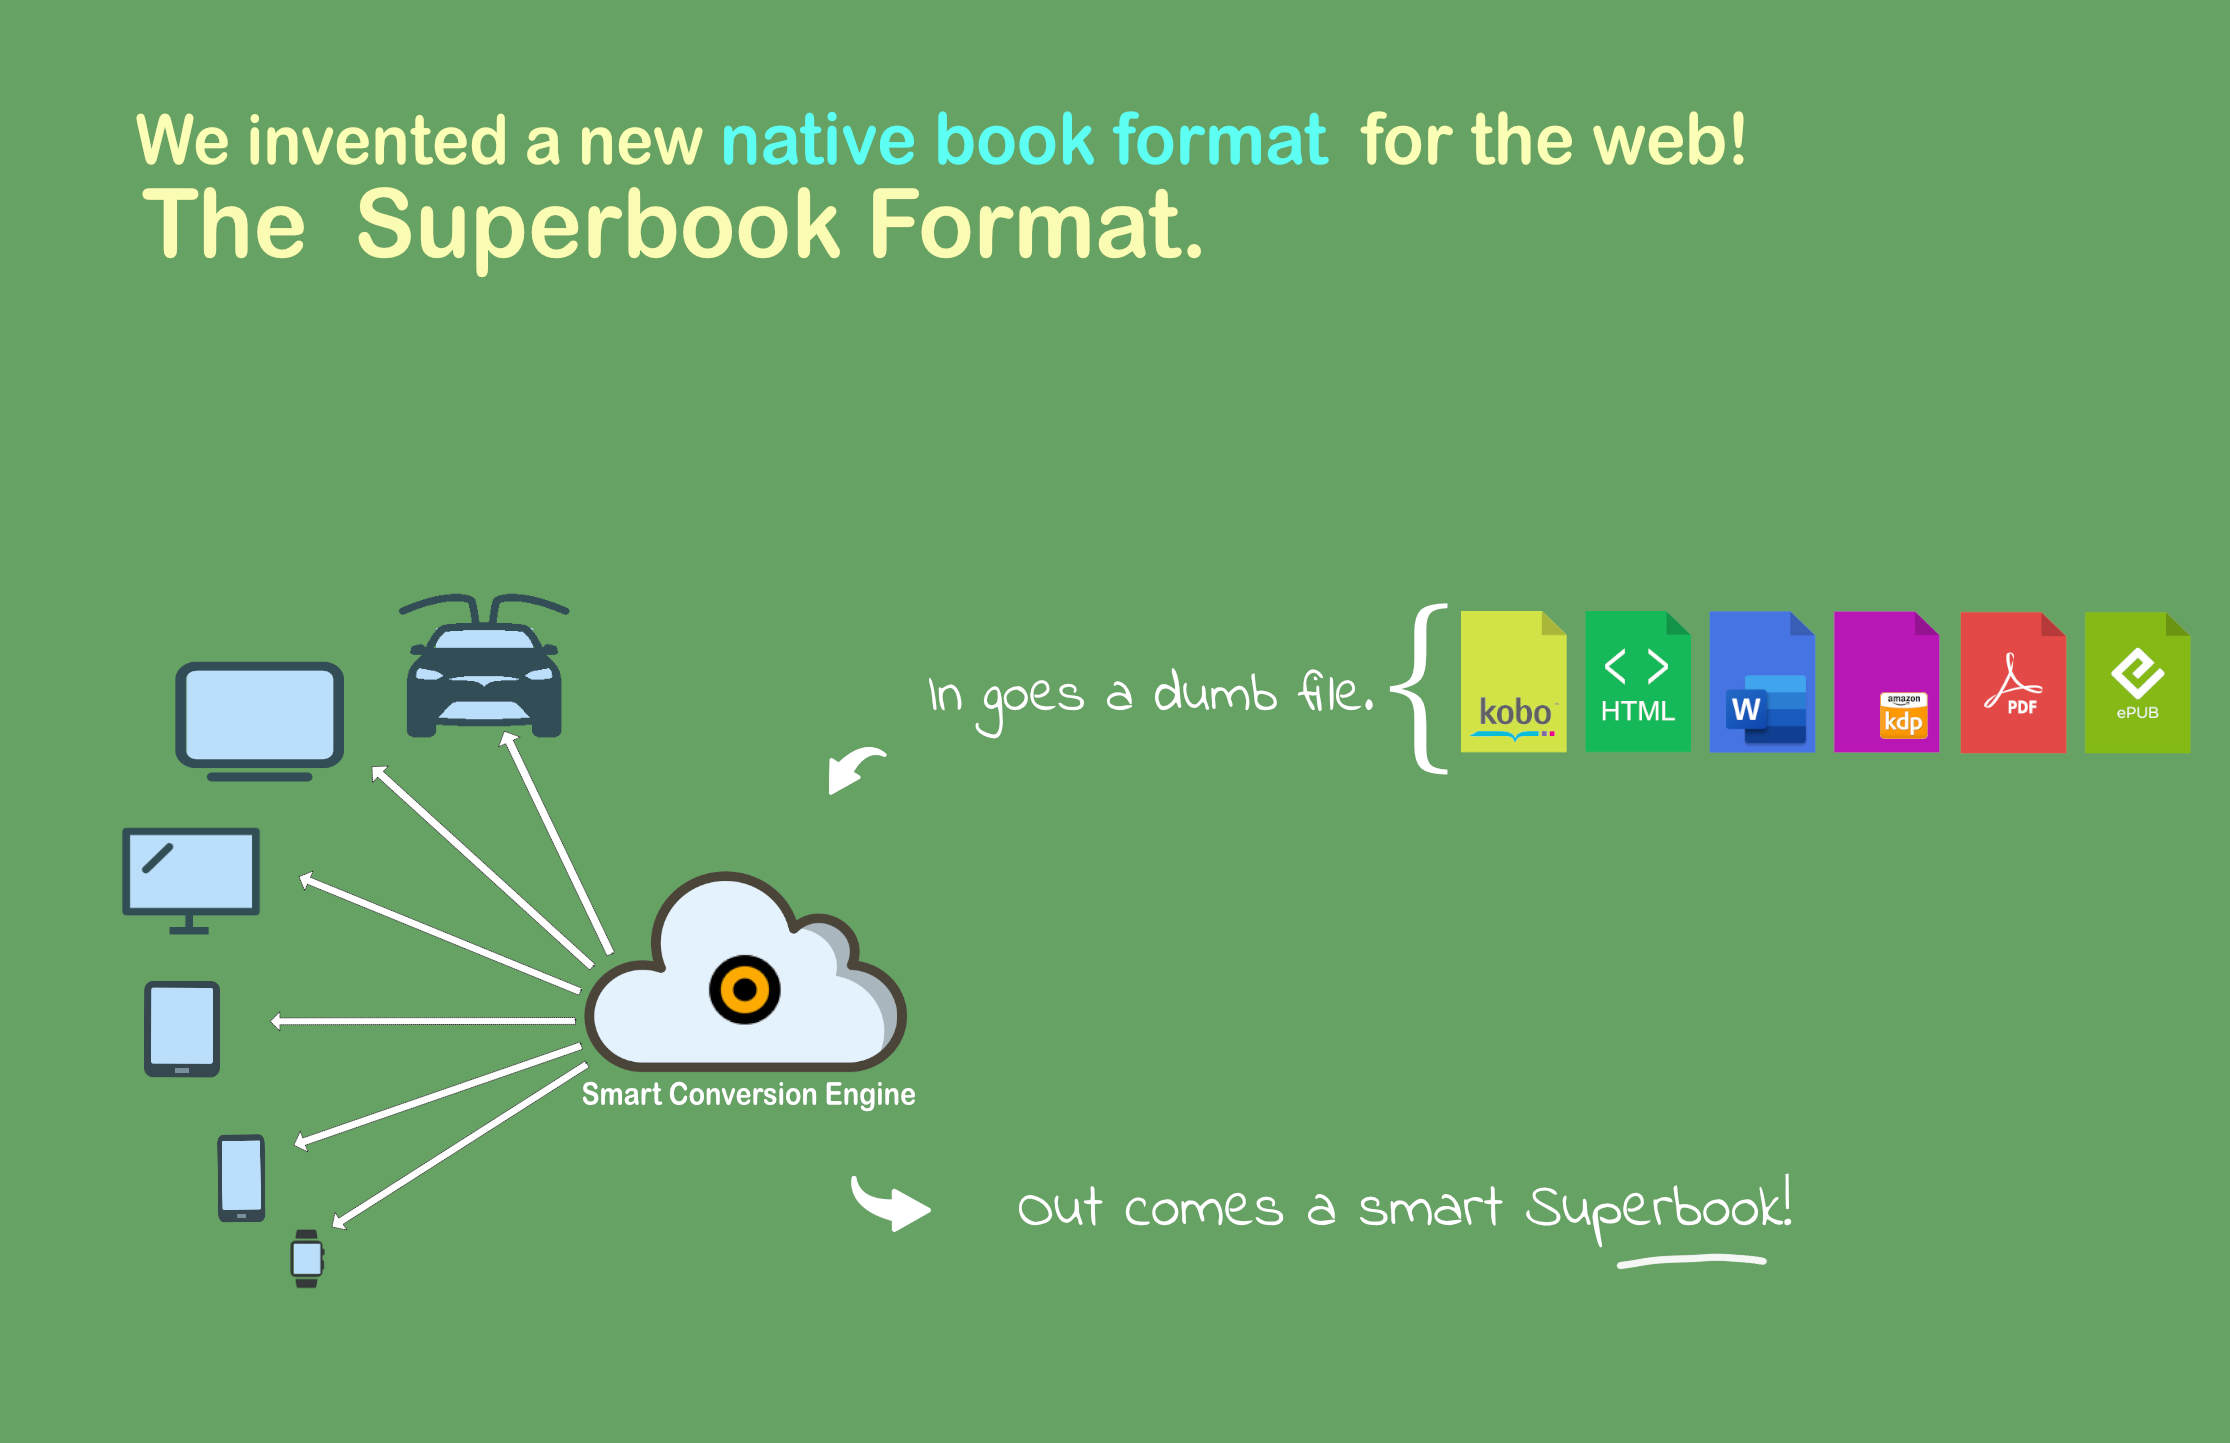 We invented a new native book format for the web!
The Superbook Format.
In goes a dumb file.
kobo
HTML
W
amazon
kdp
PDF
ePUB
Smart Conversion Engine
Out comes a smart Superbook!